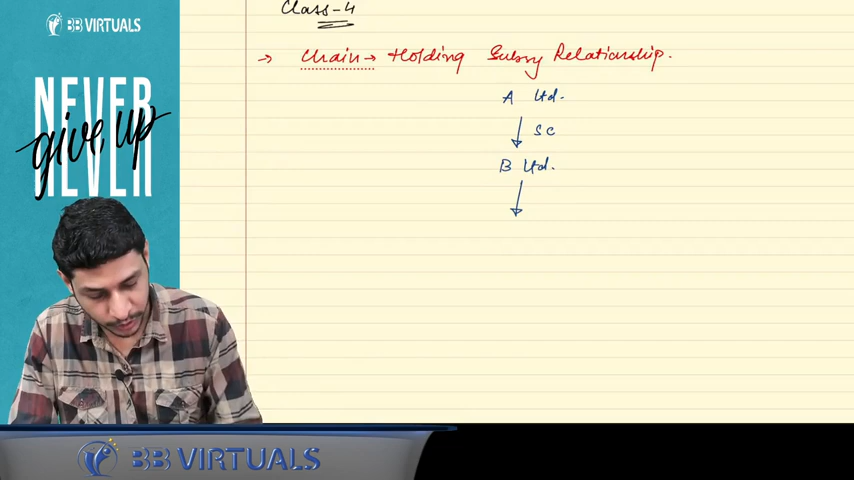 Class-4
BB VIRTUALS
→ Chain → Holding Subsy Relationship.
NEVER
give up
NEVER
A Ltd.
SC
B Ltd.
BB VIRTUALS